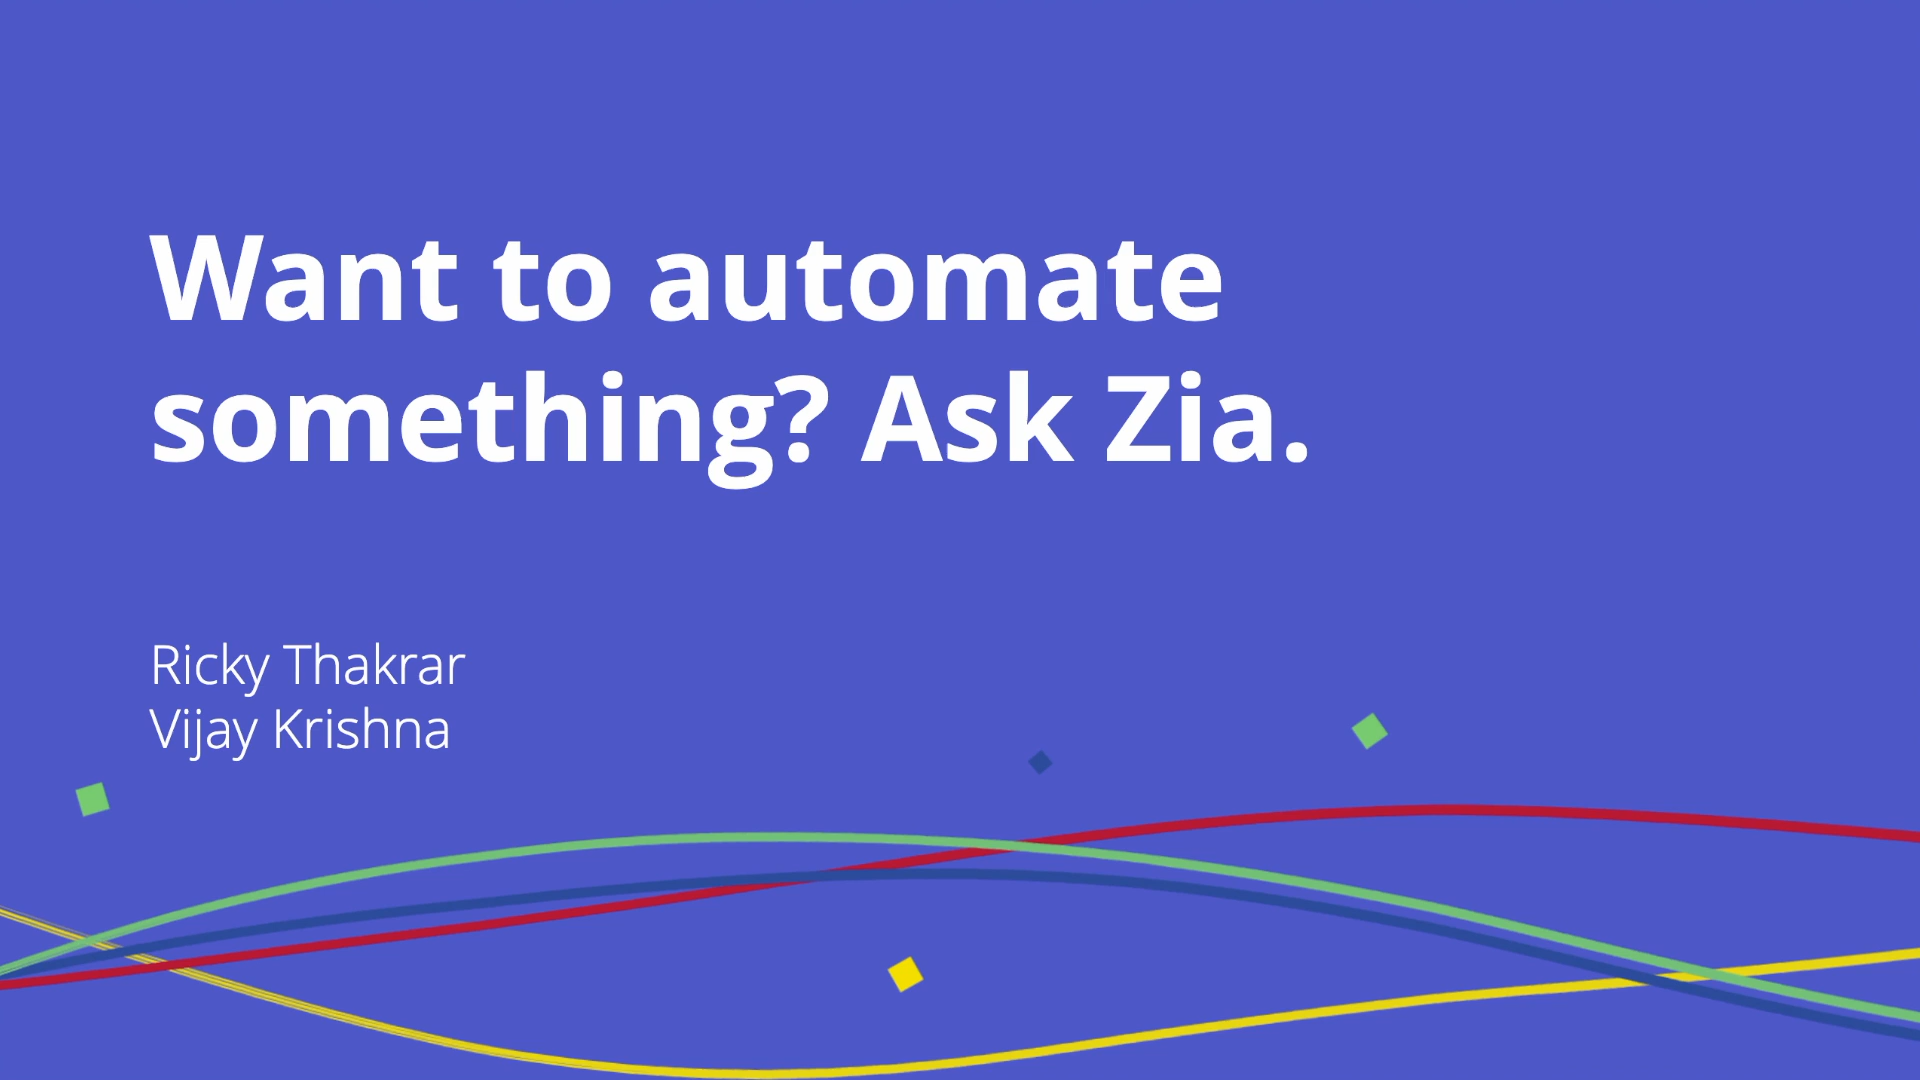 Want to automate
something? Ask Zia.
Ricky Thakrar
Vijay Krishna